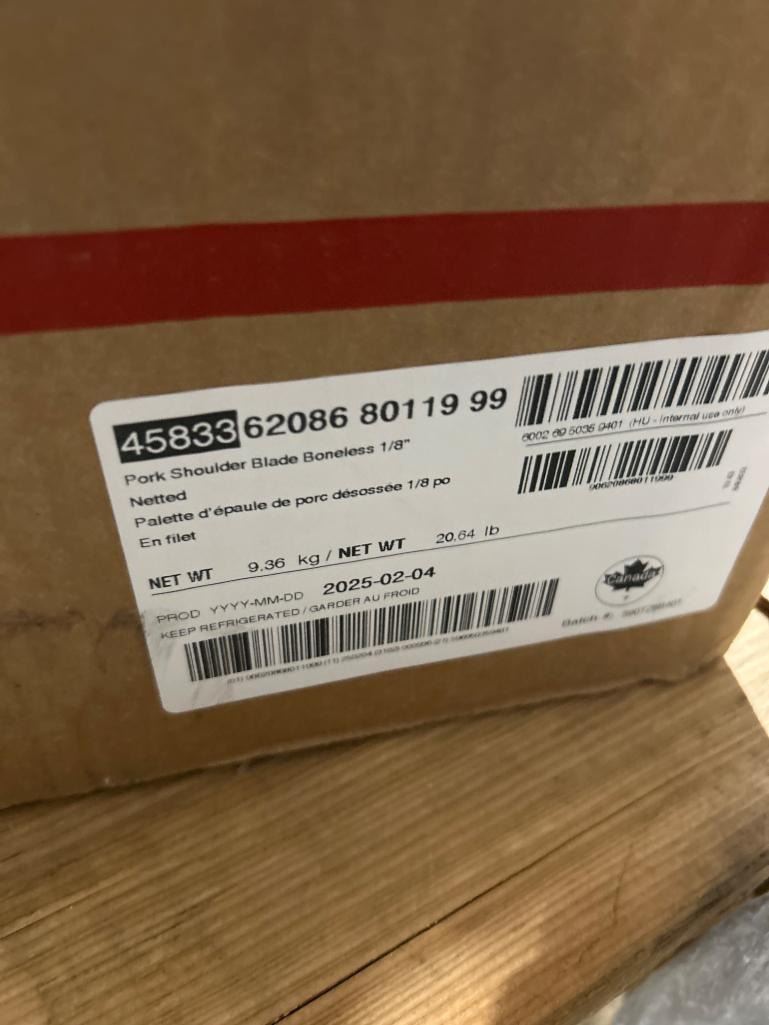 45833 62086 80119 99
Pork Shoulder Blade Boneless 1/8"
Netted
Palette d'épaule de porc désossée 1/8 po
En filet
NET WT 9.36 kg / NET WT 20.64 lb
PROD YYYY-MM-DD 2025-02-04
KEEP REFRIGERATED / GARDER AU FROID
(HU - internal use only)
90620868011999
Canada
Batch #: